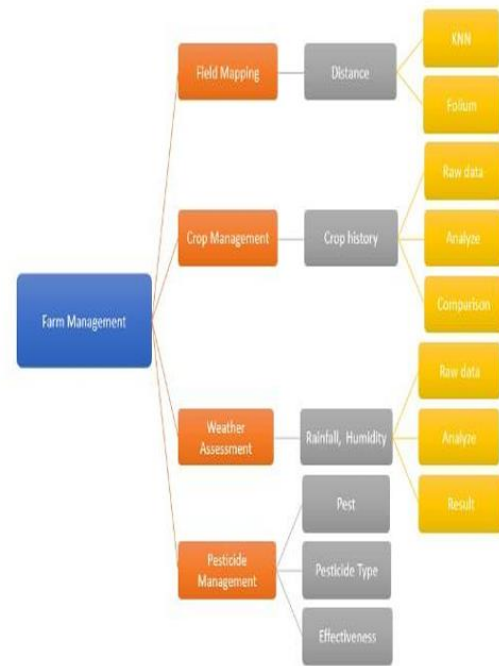 Farm Management
Field Mapping
Distance
KNN
Folium
Crop Management
Crop history
Raw data
Analyze
Comparison
Weather
Assessment
Rainfall, Humidity
Raw data
Analyze
Result
Pesticide
Management
Pest
Pesticide Type
Effectiveness